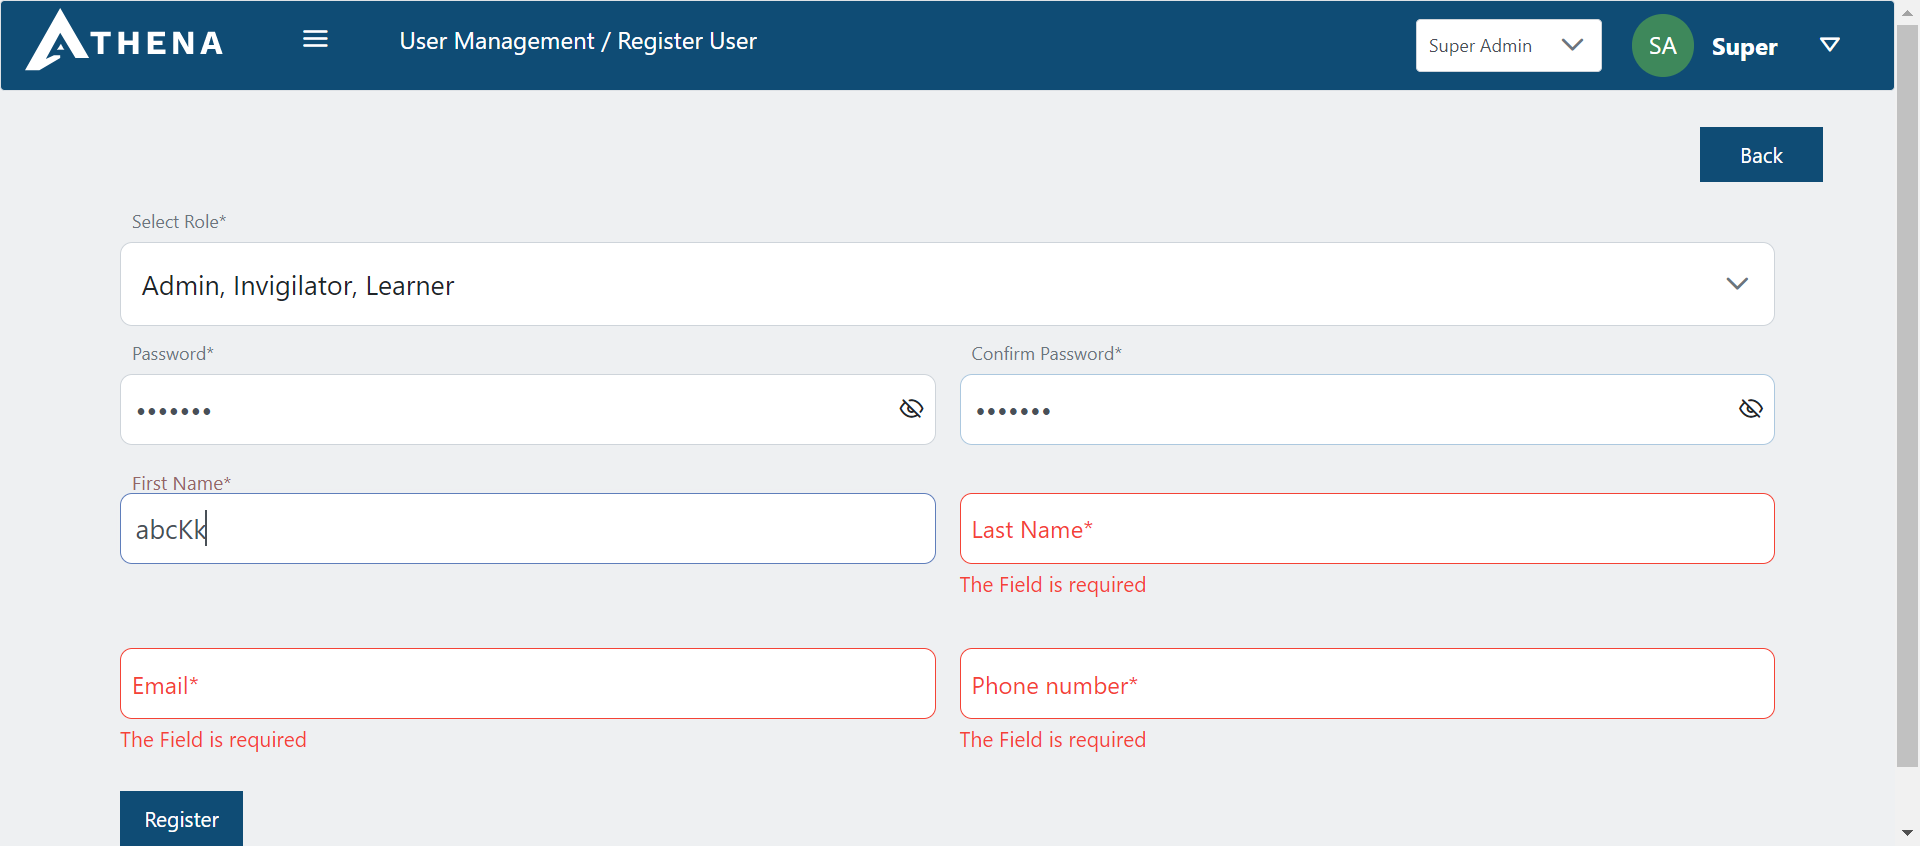 ATHENA
User Management / Register User
Super Admin
SA
Super
Back
Select Role*
Admin, Invigilator, Learner
Password*
Confirm Password*
•••••••
•••••••
First Name*
abcKk
Last Name*
The Field is required
Email*
Phone number*
The Field is required
The Field is required
Register